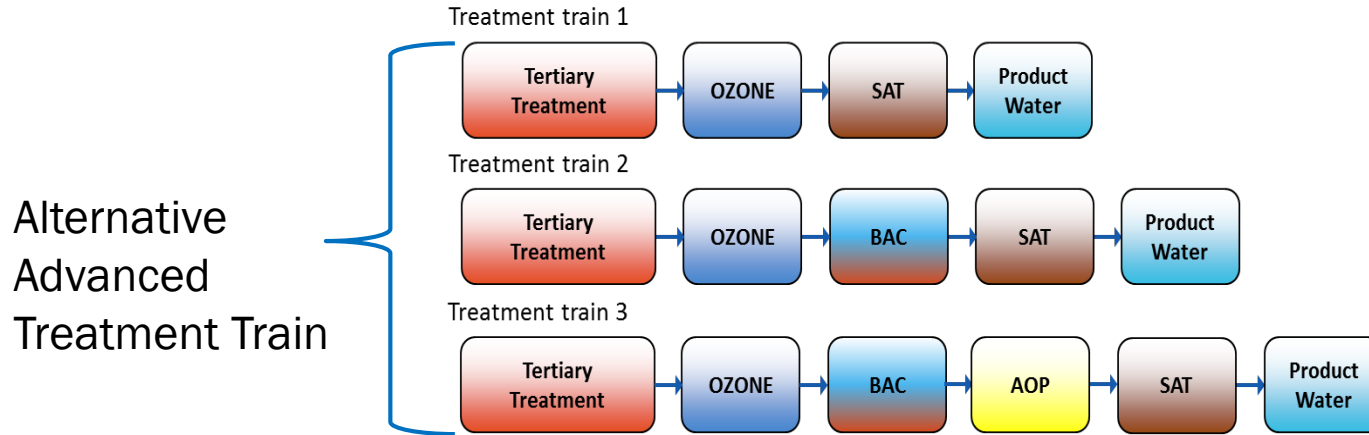 Treatment train 1
Tertiary
Treatment
OZONE
SAT
Product
Water
Treatment train 2
Tertiary
Treatment
OZONE
BAC
SAT
Product
Water
Alternative
Advanced
Treatment Train
Treatment train 3
Tertiary
Treatment
OZONE
BAC
AOP
SAT
Product
Water